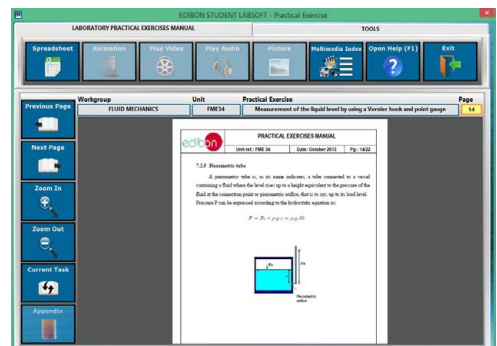 EDIBON STUDENT LABSOFT - Practical Exercise
LABORATORY PRACTICAL EXERCISES MANUAL
TOOLS
Spreadsheet
Animation
Play Video
Play Audio
Picture
Multimedia Index
Open Help (F1)
Exit
Previous Page
Workgroup
Unit
Practical Exercise
Page
FLUID MECHANICS
FME34
Measurement of the liquid level by using a Vernier hook and point gauge
14
Next Page
Zoom In
Zoom Out
Current Task
Appendix
edibon
PRACTICAL EXERCISES MANUAL
Unit ref.: FME 34
Date: October 2013
Pg.: 14/22
7.2.5 Piezometric tube
A piezometric tube is, as its name indicates, a tube connected to a vessel
containing a fluid where the level rises up to a height equivalent to the pressure of the
fluid at the connection point or piezometric orifice, that is to say, up to its load level.
Pressure P can be expressed according to the hydrostatic equation as:
Piezometric
orifice